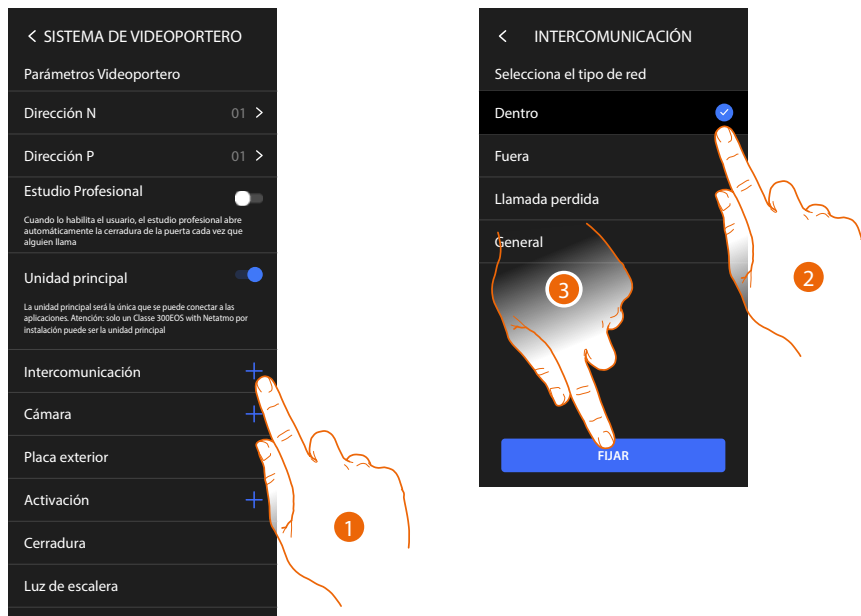 < SISTEMA DE VIDEOPORTERO
Parámetros Videoportero
Dirección N 01 >
Dirección P 01 >
Estudio Profesional
Cuando lo habilita el usuario, el estudio profesional abre
automáticamente la cerradura de la puerta cada vez que
alguien llama
Unidad principal
La unidad principal será la única que se puede conectar a las
aplicaciones. Atención: solo un Classe 300EOS with Netatmo por
instalación puede ser la unidad principal
Intercomunicación +
Cámara +
Placa exterior
Activación +
Cerradura
Luz de escalera
1
< INTERCOMUNICACIÓN
Selecciona el tipo de red
Dentro
Fuera
Llamada perdida
General
2
3
FIJAR